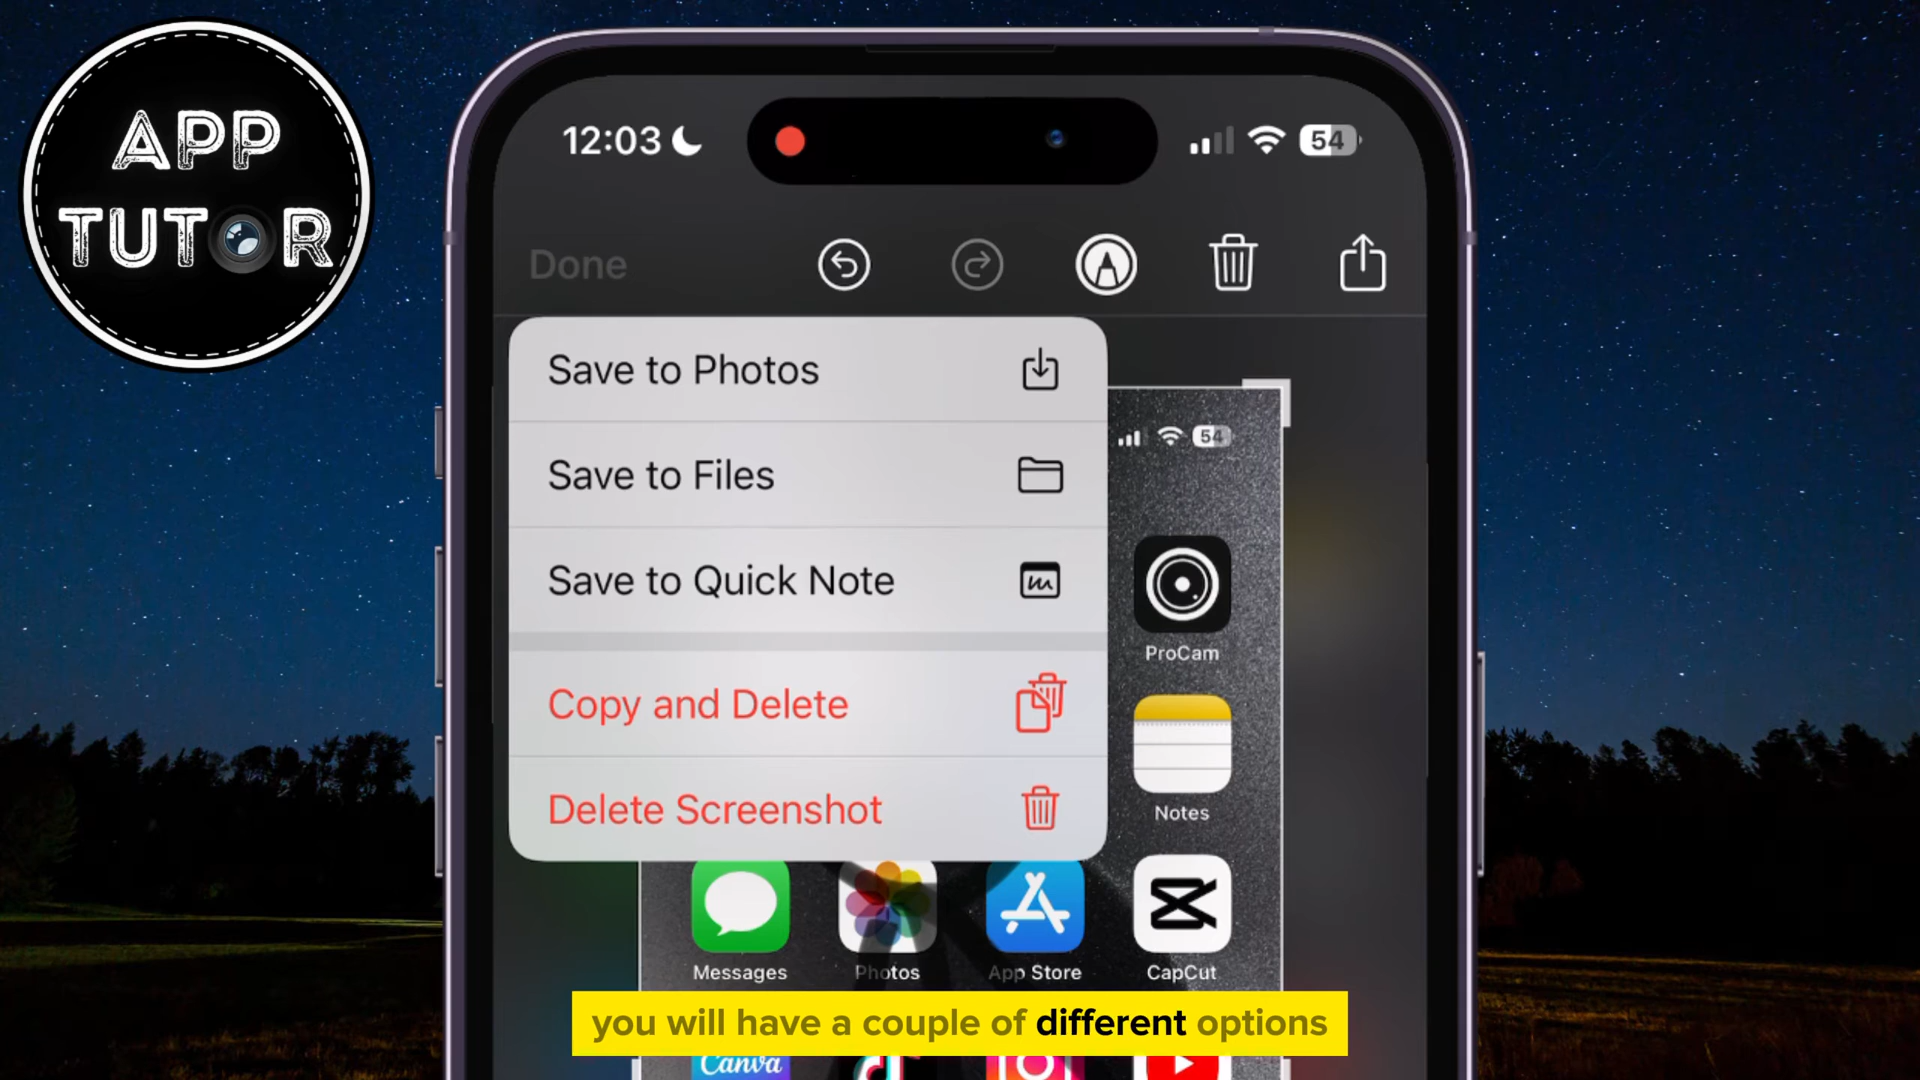 APP
TUTOR
12:03
54
Done
Save to Photos
Save to Files
Save to Quick Note
Copy and Delete
Delete Screenshot
54
ProCam
Notes
Messages
Photos
App Store
CapCut
you will have a couple of different options
Canva